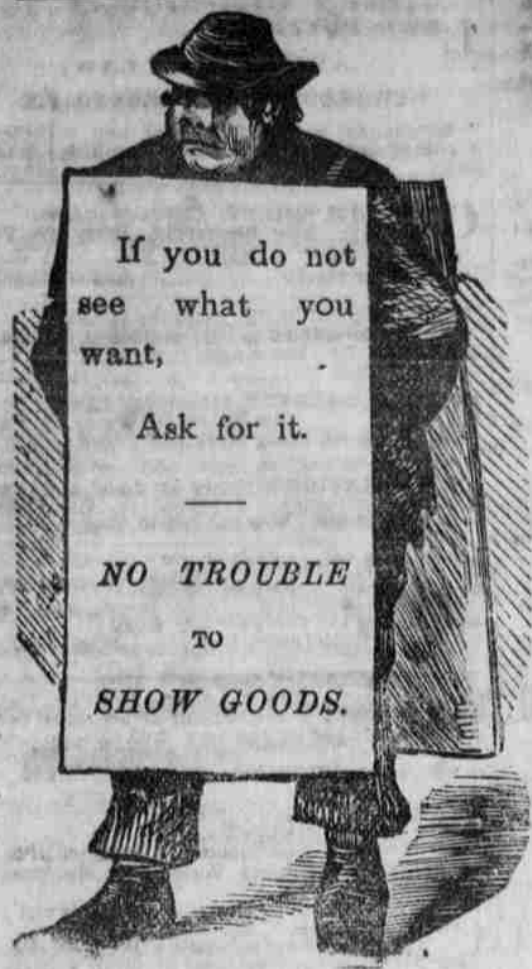 If you do not
see what you
want,
Ask for it.
NO TROUBLE
TO
SHOW GOODS.